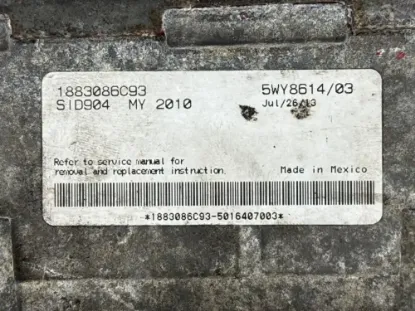 1883086C93 5WY8614/03
SID904 MY 2010 Jul/26/13
Refer to service manual for
removal and replacement instruction. Made in Mexico
*1883086C93-5016407003*